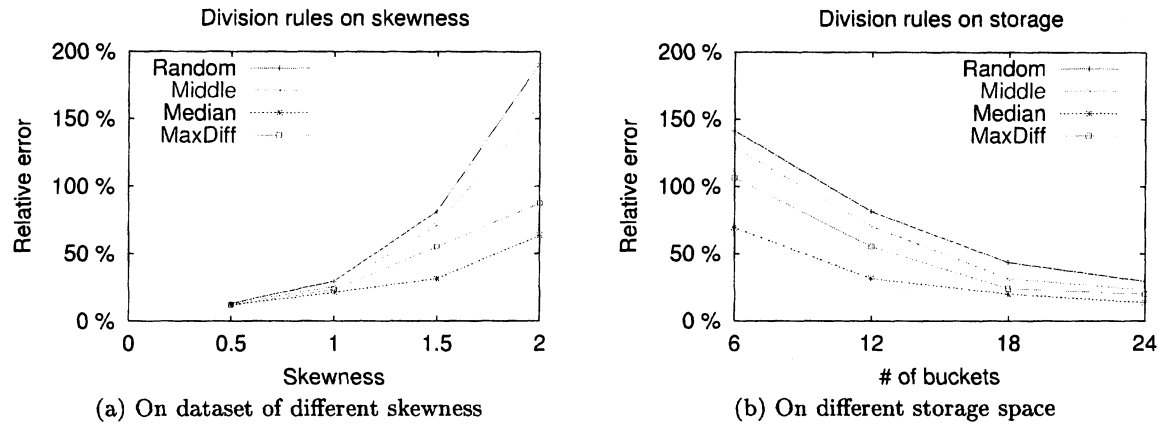 Division rules on skewness
200 %
150 %
100 %
50 %
0 %
Relative error
Random
Middle
Median
MaxDiff
0 0.5 1 1.5 2
Skewness
(a) On dataset of different skewness
Division rules on storage
200 %
150 %
100 %
50 %
0 %
Relative error
Random
Middle
Median
MaxDiff
6 12 18 24
# of buckets
(b) On different storage space